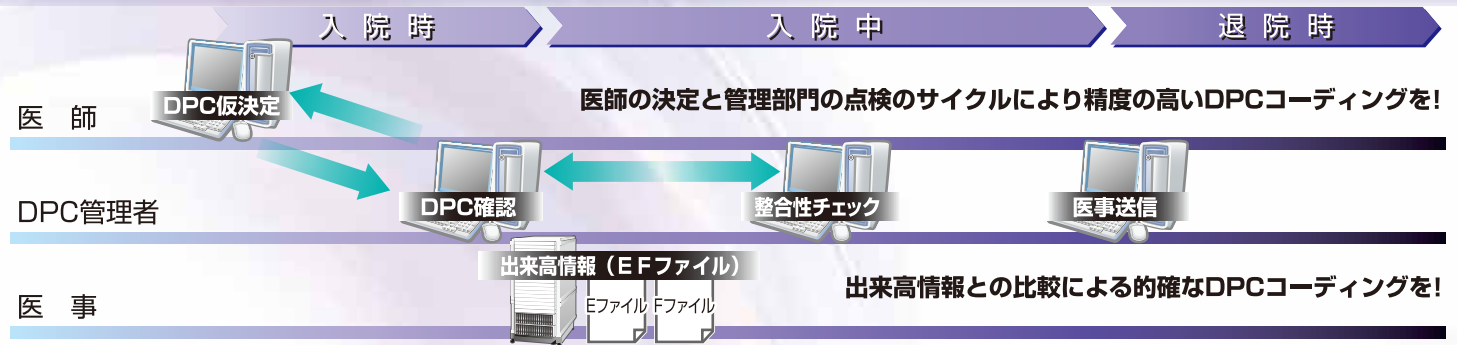 入院時
入院中
退院時
医師
DPC仮決定
医師の決定と管理部門の点検のサイクルにより精度の高いDPCコーディングを!
DPC管理者
DPC確認
整合性チェック
医事送信
医事
出来高情報（EFファイル）
Eファイル
Fファイル
出来高情報との比較による的確なDPCコーディングを!